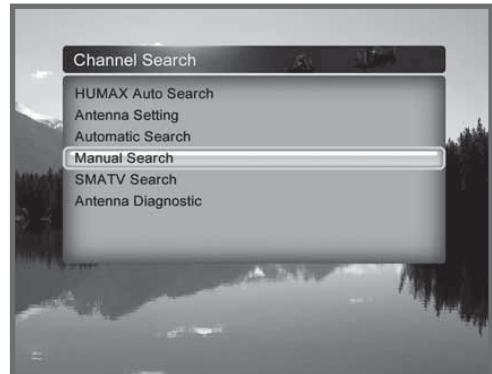 Channel Search
HUMAX Auto Search
Antenna Setting
Automatic Search
Manual Search
SMATV Search
Antenna Diagnostic